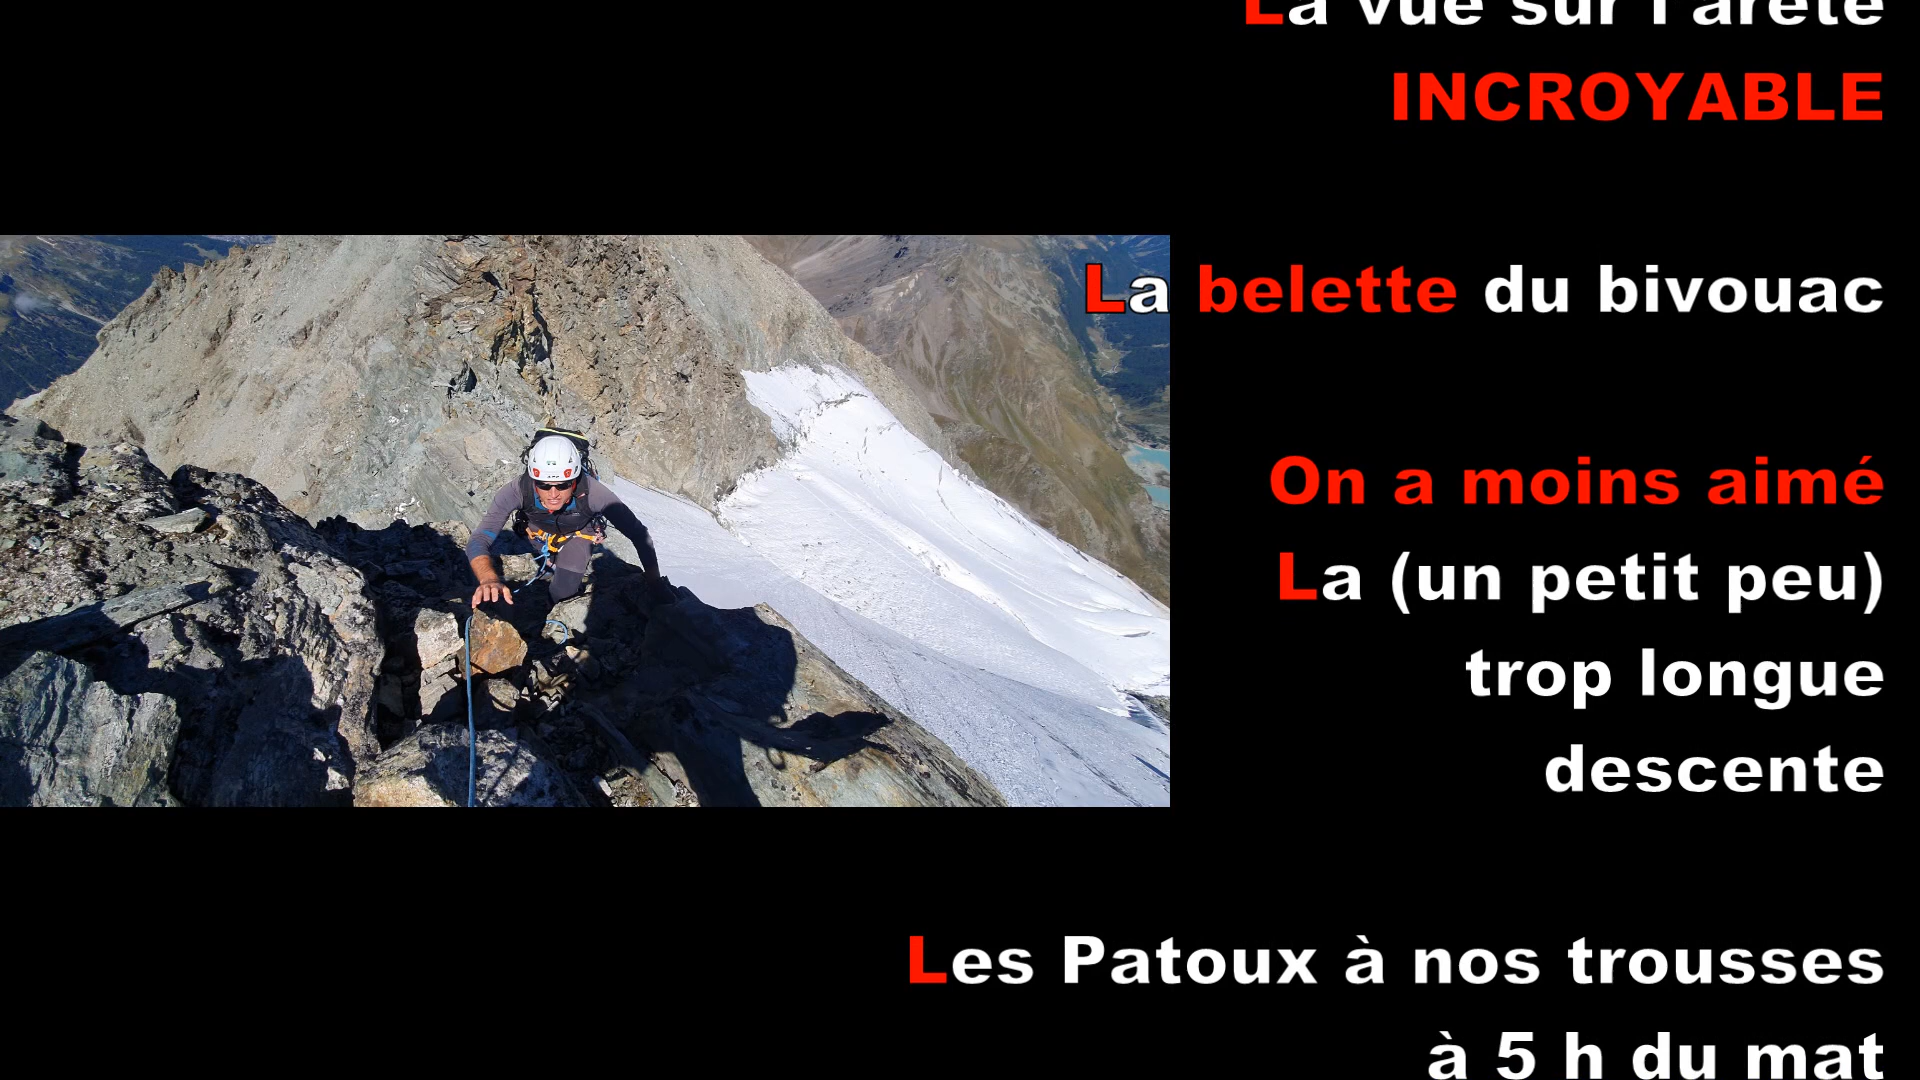 La vue sur l'arête
INCROYABLE
La belette du bivouac
On a moins aimé
La (un petit peu)
trop longue
descente
Les Patoux à nos trousses
à 5 h du mat